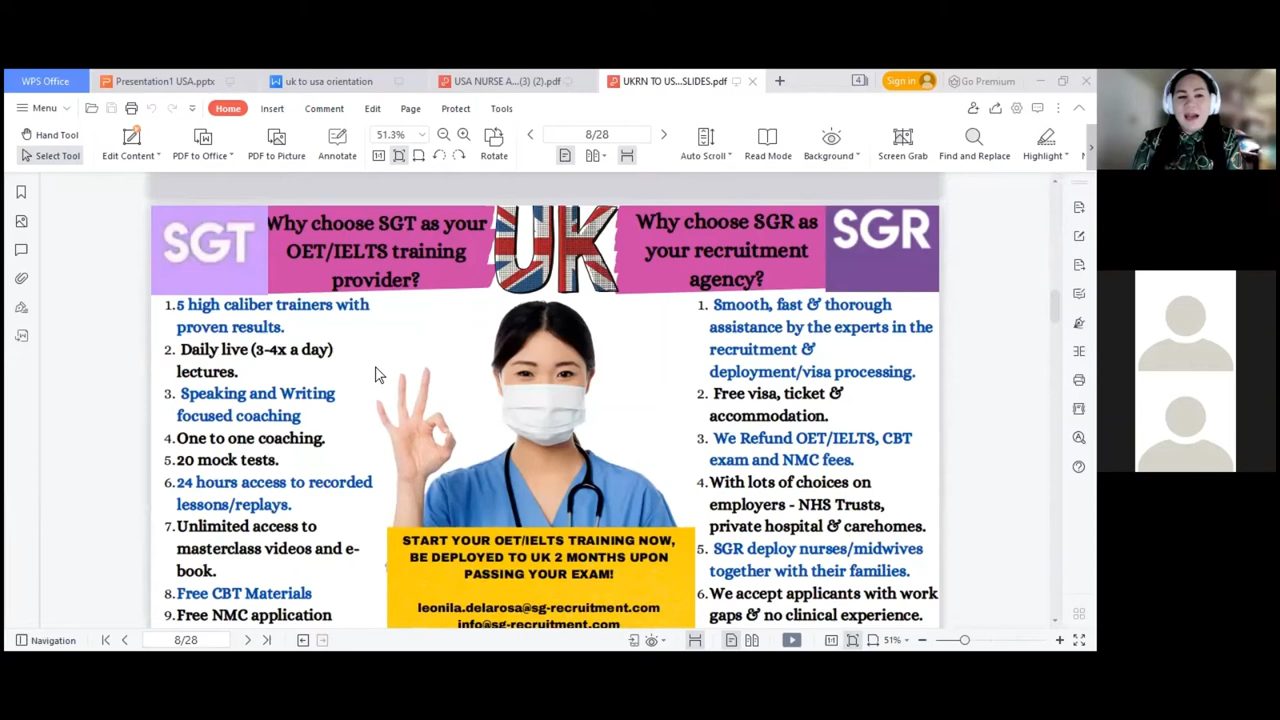 WPS Office
Presentation1 USA.pptx
uk to usa orientation
USA NURSE A...(3) (2).pdf
UKRN TO US...SLIDES.pdf
4
Sign in
Go Premium
Menu
Home
Insert
Comment
Edit
Page
Protect
Tools
Hand Tool
Select Tool
Edit Content
PDF to Office
PDF to Picture
Annotate
51.3%
Rotate
8/28
Auto Scroll
Read Mode
Background
Screen Grab
Find and Replace
Highlight
SGT
Why choose SGT as your
OET/IELTS training
provider?
UK
Why choose SGR as
your recruitment
agency?
SGR
1. 5 high caliber trainers with
proven results.
2. Daily live (3-4x a day)
lectures.
3. Speaking and Writing
focused coaching
4. One to one coaching.
5. 20 mock tests.
6. 24 hours access to recorded
lessons/replays.
7. Unlimited access to
masterclass videos and e-
book.
8. Free CBT Materials
9. Free NMC application
START YOUR OET/IELTS TRAINING NOW,
BE DEPLOYED TO UK 2 MONTHS UPON
PASSING YOUR EXAM!
leonila.delarosa@sg-recruitment.com
info@sg-recruitment.com
1. Smooth, fast & thorough
assistance by the experts in the
recruitment &
deployment/visa processing.
2. Free visa, ticket &
accommodation.
3. We Refund OET/IELTS, CBT
exam and NMC fees.
4. With lots of choices on
employers - NHS Trusts,
private hospital & carehomes.
5. SGR deploy nurses/midwives
together with their families.
6. We accept applicants with work
gaps & no clinical experience.
Navigation
8/28
51%